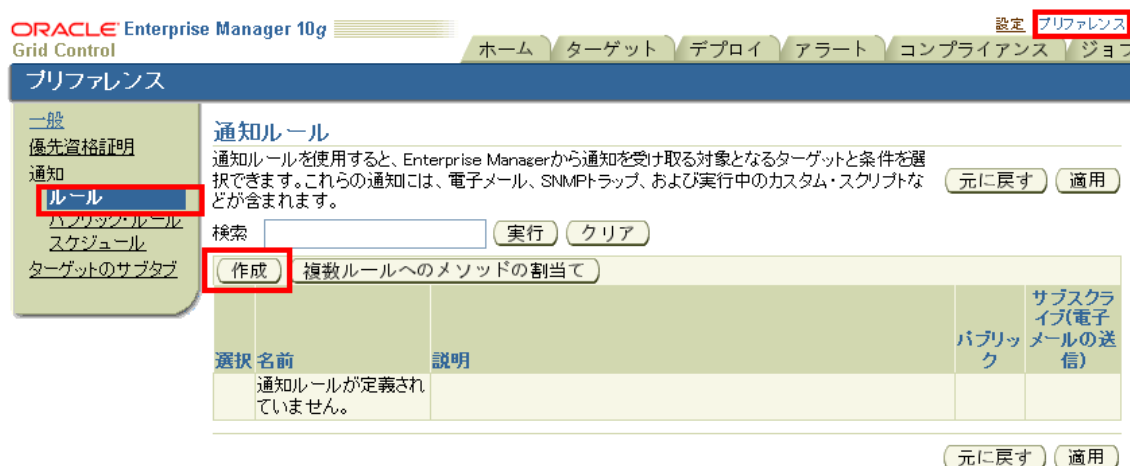 ORACLE Enterprise Manager 10g
Grid Control
設定 プリファレンス
ホーム ターゲット デプロイ アラート コンプライアンス ジョブ
プリファレンス
一般
優先資格証明
通知
ルール
パブリック・ルール
スケジュール
ターゲットのサブタブ
通知ルール
通知ルールを使用すると、Enterprise Managerから通知を受け取る対象となるターゲットと条件を選
択できます。これらの通知には、電子メール、SNMPトラップ、および実行中のカスタム・スクリプトな
どが含まれます。
元に戻す 適用
検索 実行 クリア
作成 複数ルールへのメソッドの割当て
選択 名前 説明 パブリック サブスクライブ(電子メールの送信)
通知ルールが定義され
ていません。
元に戻す 適用